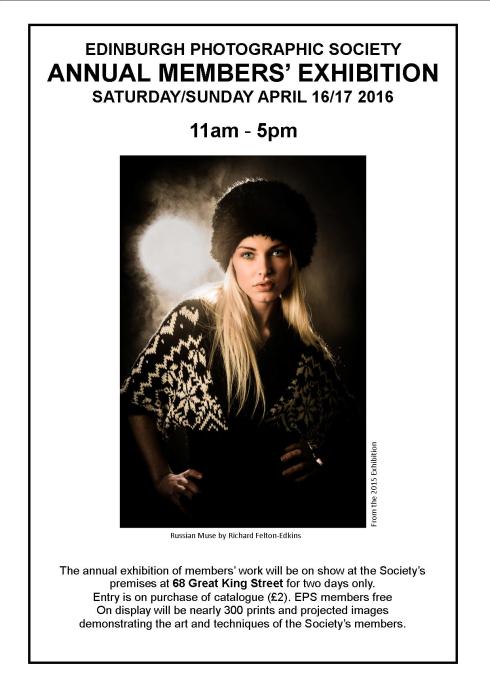 EDINBURGH PHOTOGRAPHIC SOCIETY
ANNUAL MEMBERS' EXHIBITION
SATURDAY/SUNDAY APRIL 16/17 2016
11am - 5pm
From the 2015 Exhibition
Russian Muse by Richard Felton-Edkins
The annual exhibition of members' work will be on show at the Society's
premises at 68 Great King Street for two days only.
Entry is on purchase of catalogue (£2). EPS members free
On display will be nearly 300 prints and projected images
demonstrating the art and techniques of the Society's members.